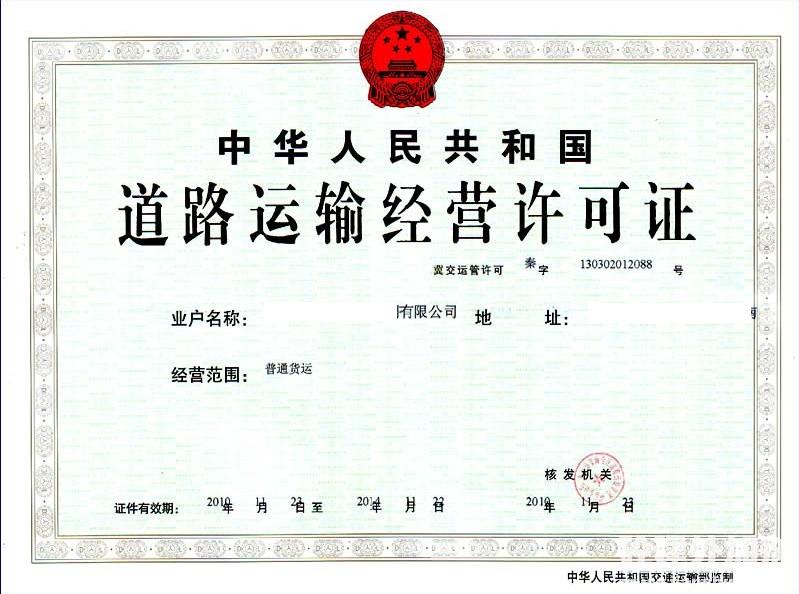 中华人民共和国
道路运输经营许可证
冀交运管许可 秦 字 130302012088 号
业户名称： 有限公司 地 址：
经营范围： 普通货运
核发机关
证件有效期： 2010 年 11 月 23 日 至 2014 年 11 月 22 日 2010 年 11 月 23 日
中华人民共和国交通运输部监制